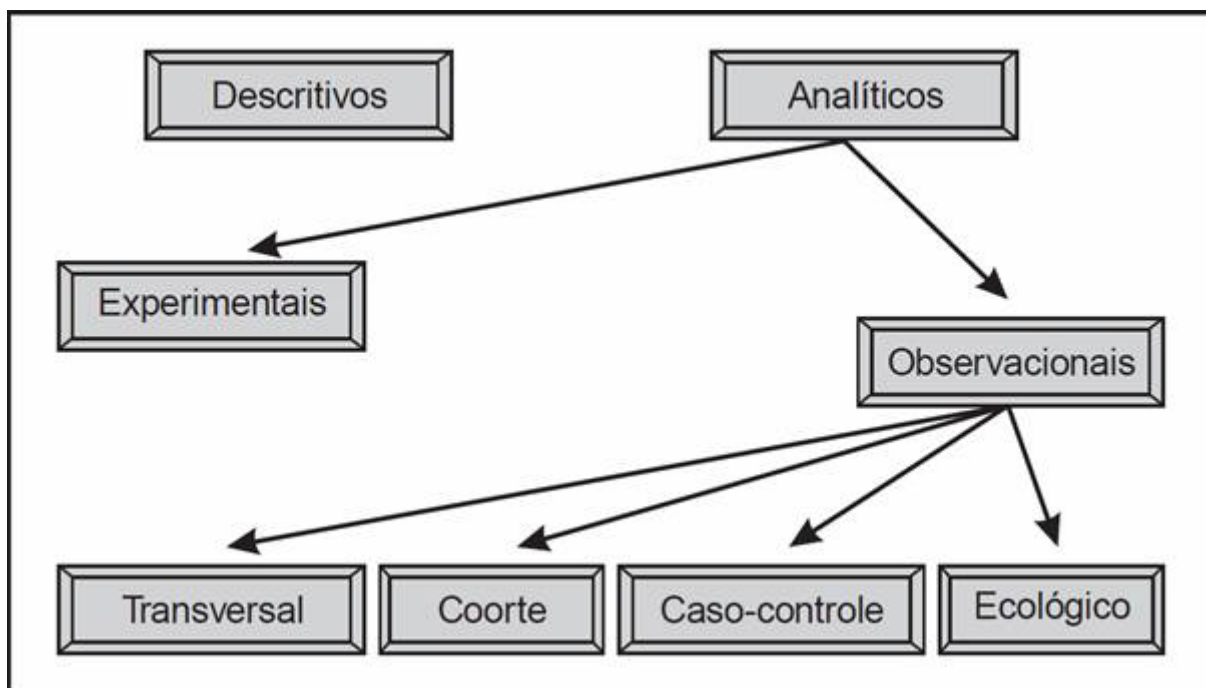 Descritivos
Analíticos
Experimentais
Observacionais
Transversal
Coorte
Caso-controle
Ecológico